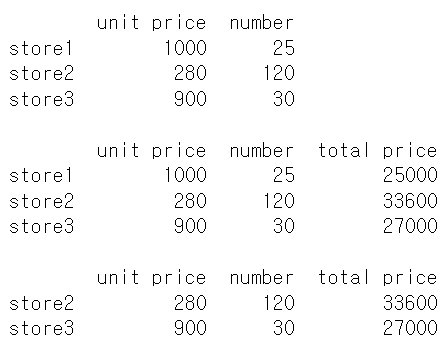 unit price  number
store1        1000      25
store2         280     120
store3         900      30

        unit price  number  total price
store1        1000      25        25000
store2         280     120        33600
store3         900      30        27000

        unit price  number  total price
store2         280     120        33600
store3         900      30        27000